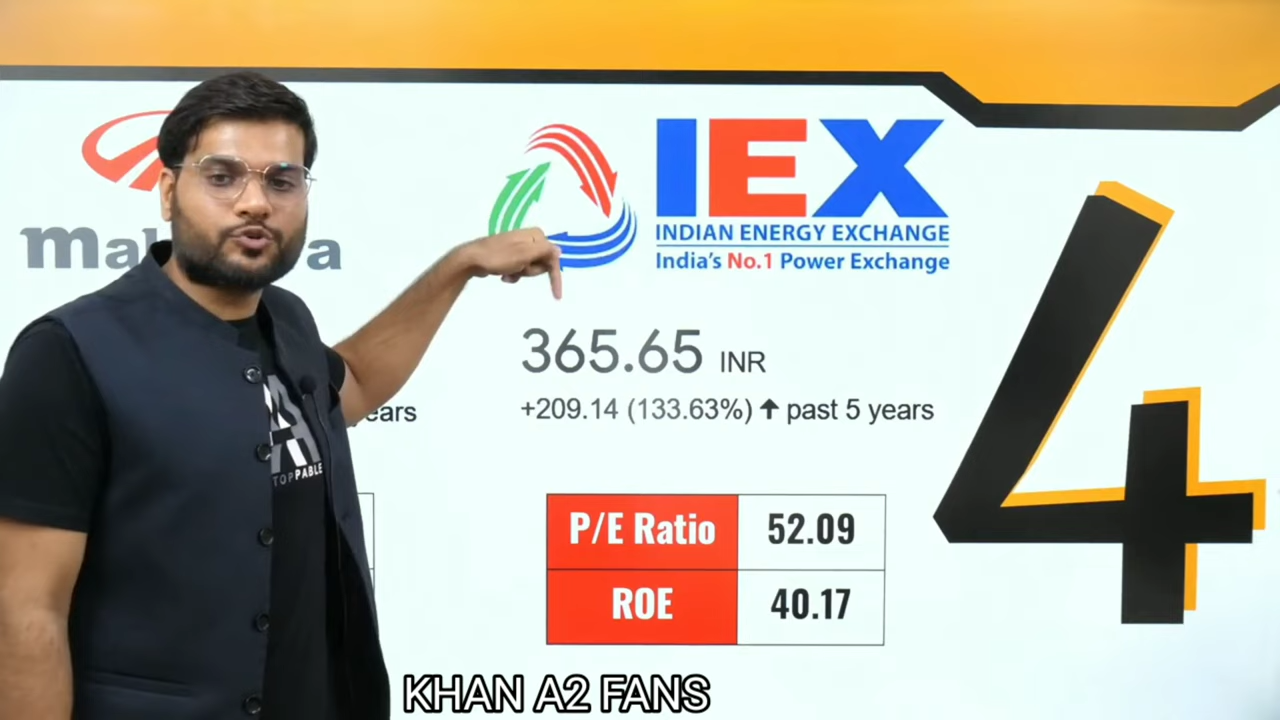 IEX
INDIAN ENERGY EXCHANGE
India's No.1 Power Exchange
365.65 INR
+209.14 (133.63%) ↑ past 5 years
P/E Ratio 52.09
ROE 40.17
4
TOPPABLE
KHAN A2 FANS